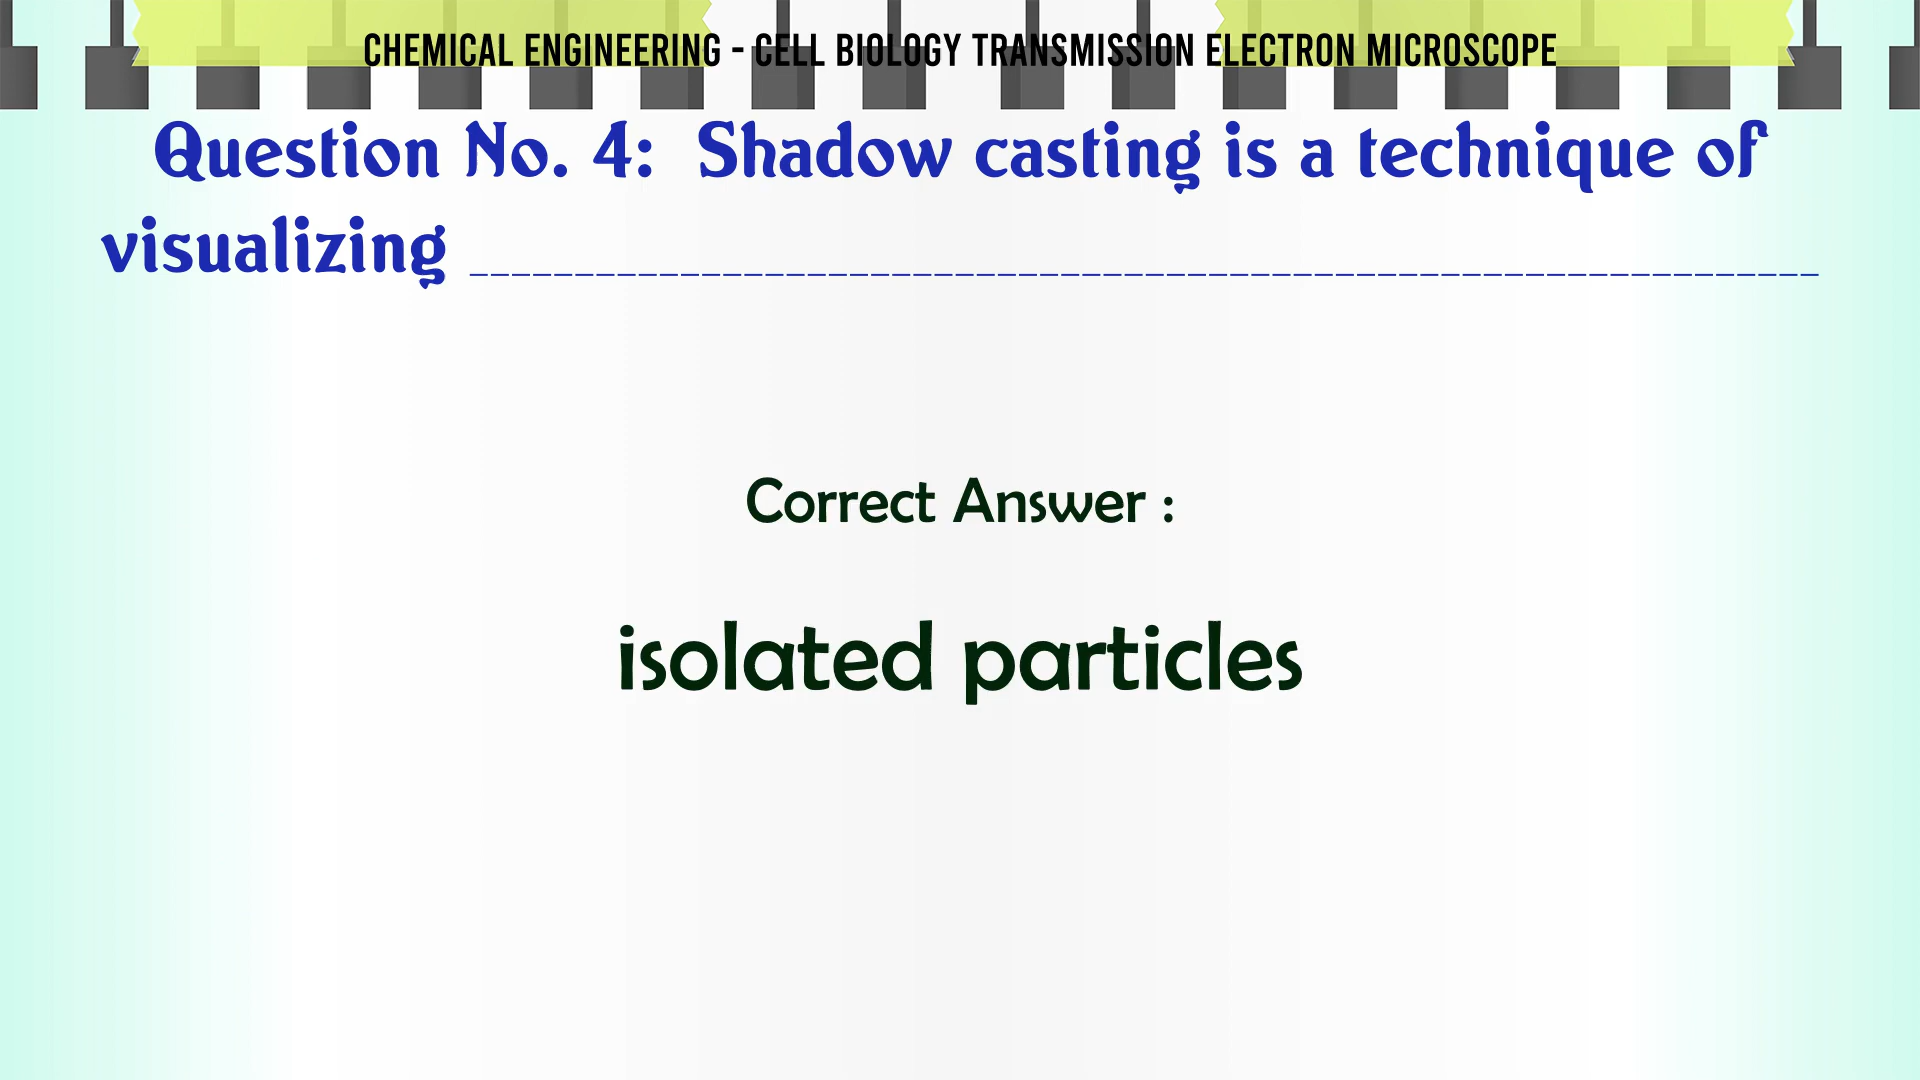 CHEMICAL ENGINEERING - CELL BIOLOGY TRANSMISSION ELECTRON MICROSCOPE
Question No. 4: Shadow casting is a technique of
visualizing ________________________________________________________________
Correct Answer :
isolated particles